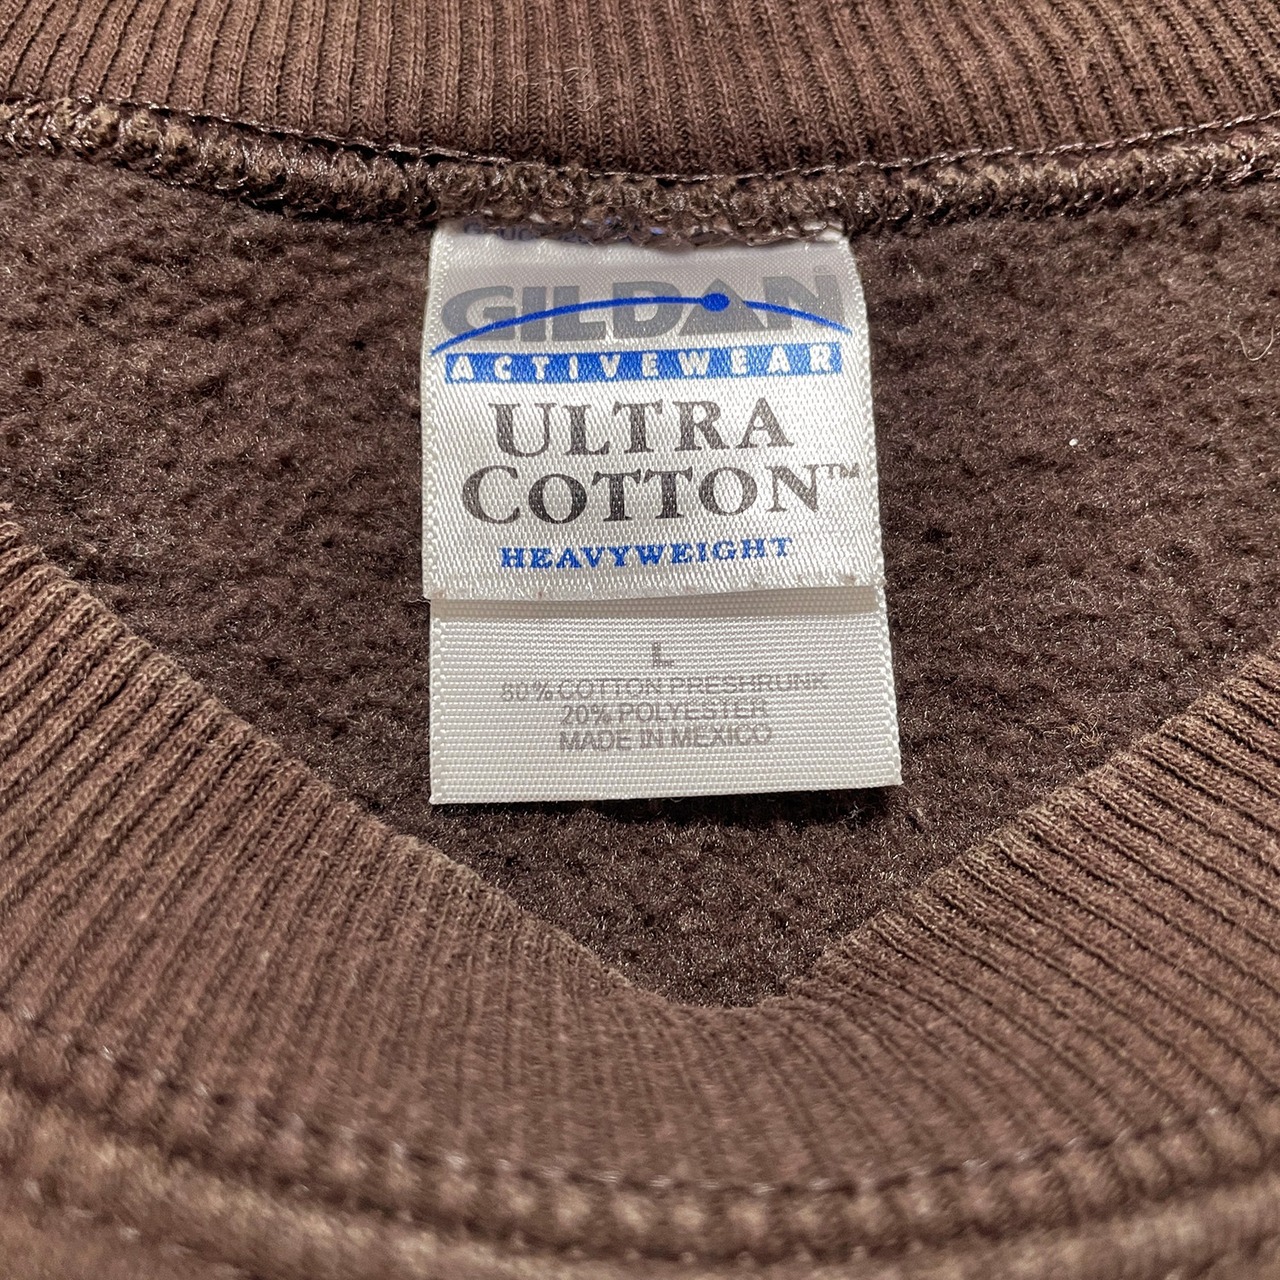 GILDAN
ACTIVEWEAR
ULTRA
COTTON™
HEAVYWEIGHT
L
80% COTTON PRESHRUNK
20% POLYESTER
MADE IN MEXICO